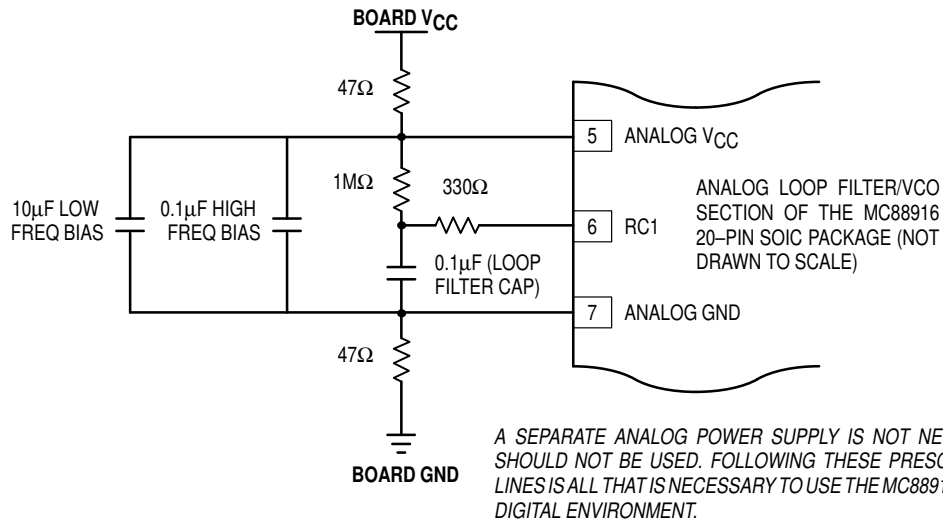 BOARD VCC
47Ω
5 ANALOG VCC
1MΩ
330Ω
10µF LOW
FREQ BIAS
0.1µF HIGH
FREQ BIAS
6 RC1
ANALOG LOOP FILTER/VCO
SECTION OF THE MC88916
20–PIN SOIC PACKAGE (NOT
DRAWN TO SCALE)
0.1µF (LOOP
FILTER CAP)
7 ANALOG GND
47Ω
BOARD GND
A SEPARATE ANALOG POWER SUPPLY IS NOT NE
SHOULD NOT BE USED. FOLLOWING THESE PRESC
LINES IS ALL THAT IS NECESSARY TO USE THE MC8891
DIGITAL ENVIRONMENT.